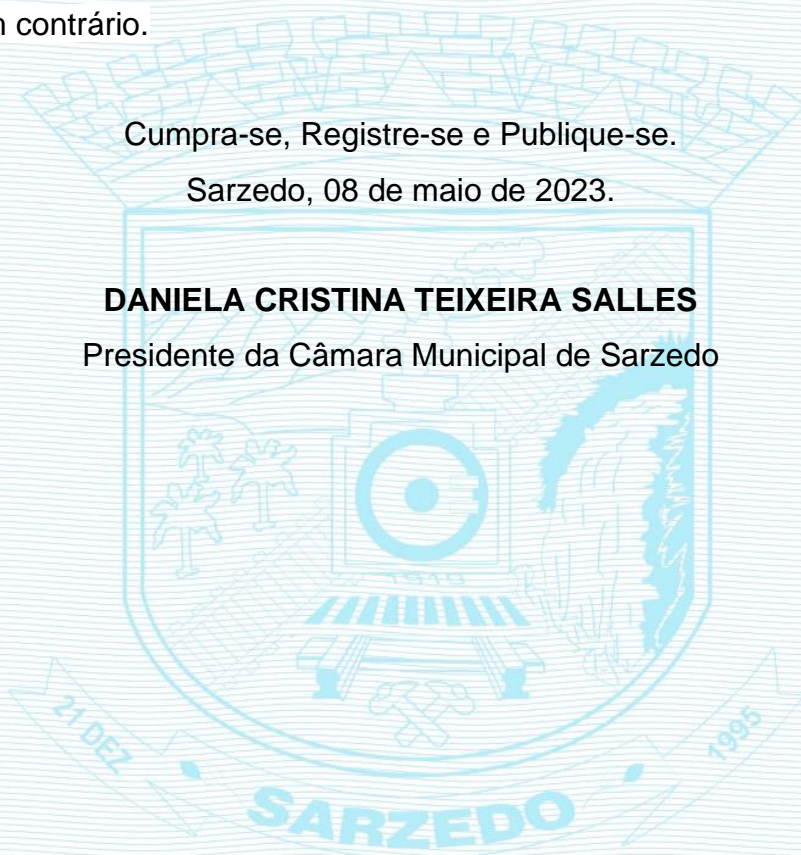 contrário.
Cumpra-se, Registre-se e Publique-se.
Sarzedo, 08 de maio de 2023.
DANIELA CRISTINA TEIXEIRA SALLES
Presidente da Câmara Municipal de Sarzedo
1910
21 DEZ
1995
SARZEDO